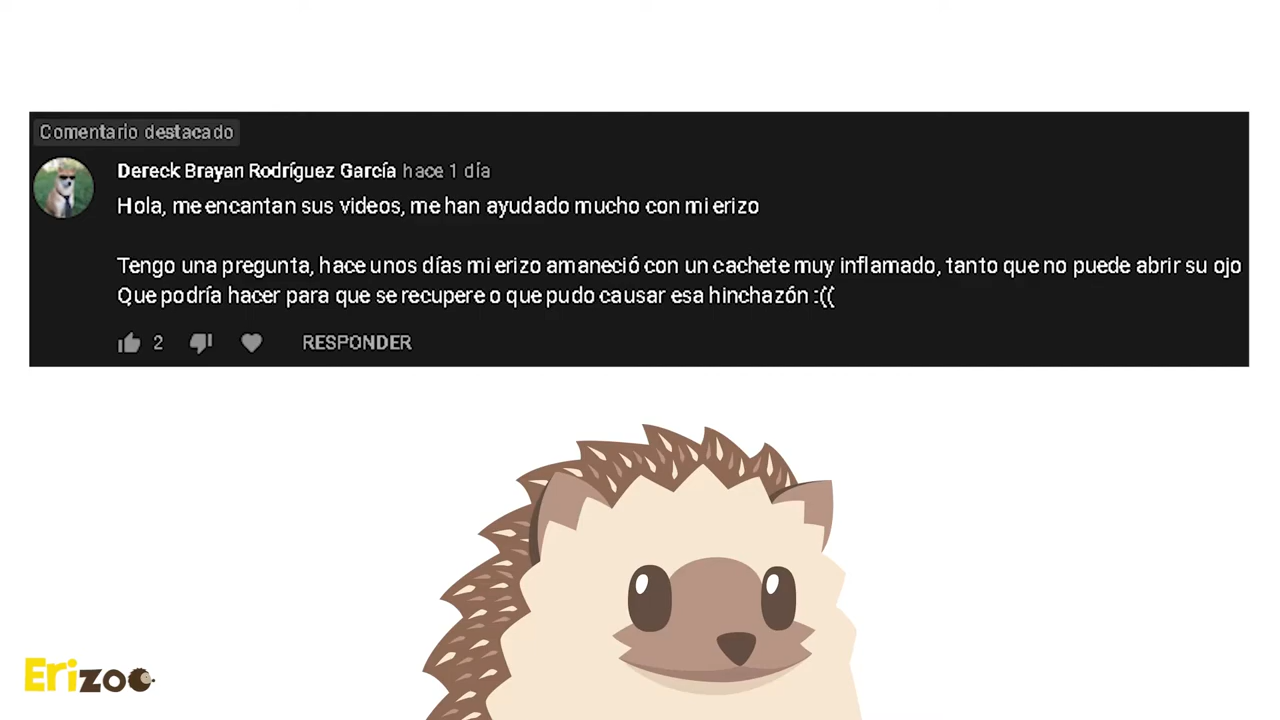 Comentario destacado
Dereck Brayan Rodríguez García hace 1 día
Hola, me encantan sus videos, me han ayudado mucho con mi erizo
Tengo una pregunta, hace unos días mi erizo amaneció con un cachete muy inflamado, tanto que no puede abrir su ojo
Que podría hacer para que se recupere o que pudo causar esa hinchazón :((
2 RESPONDER
Erizoo